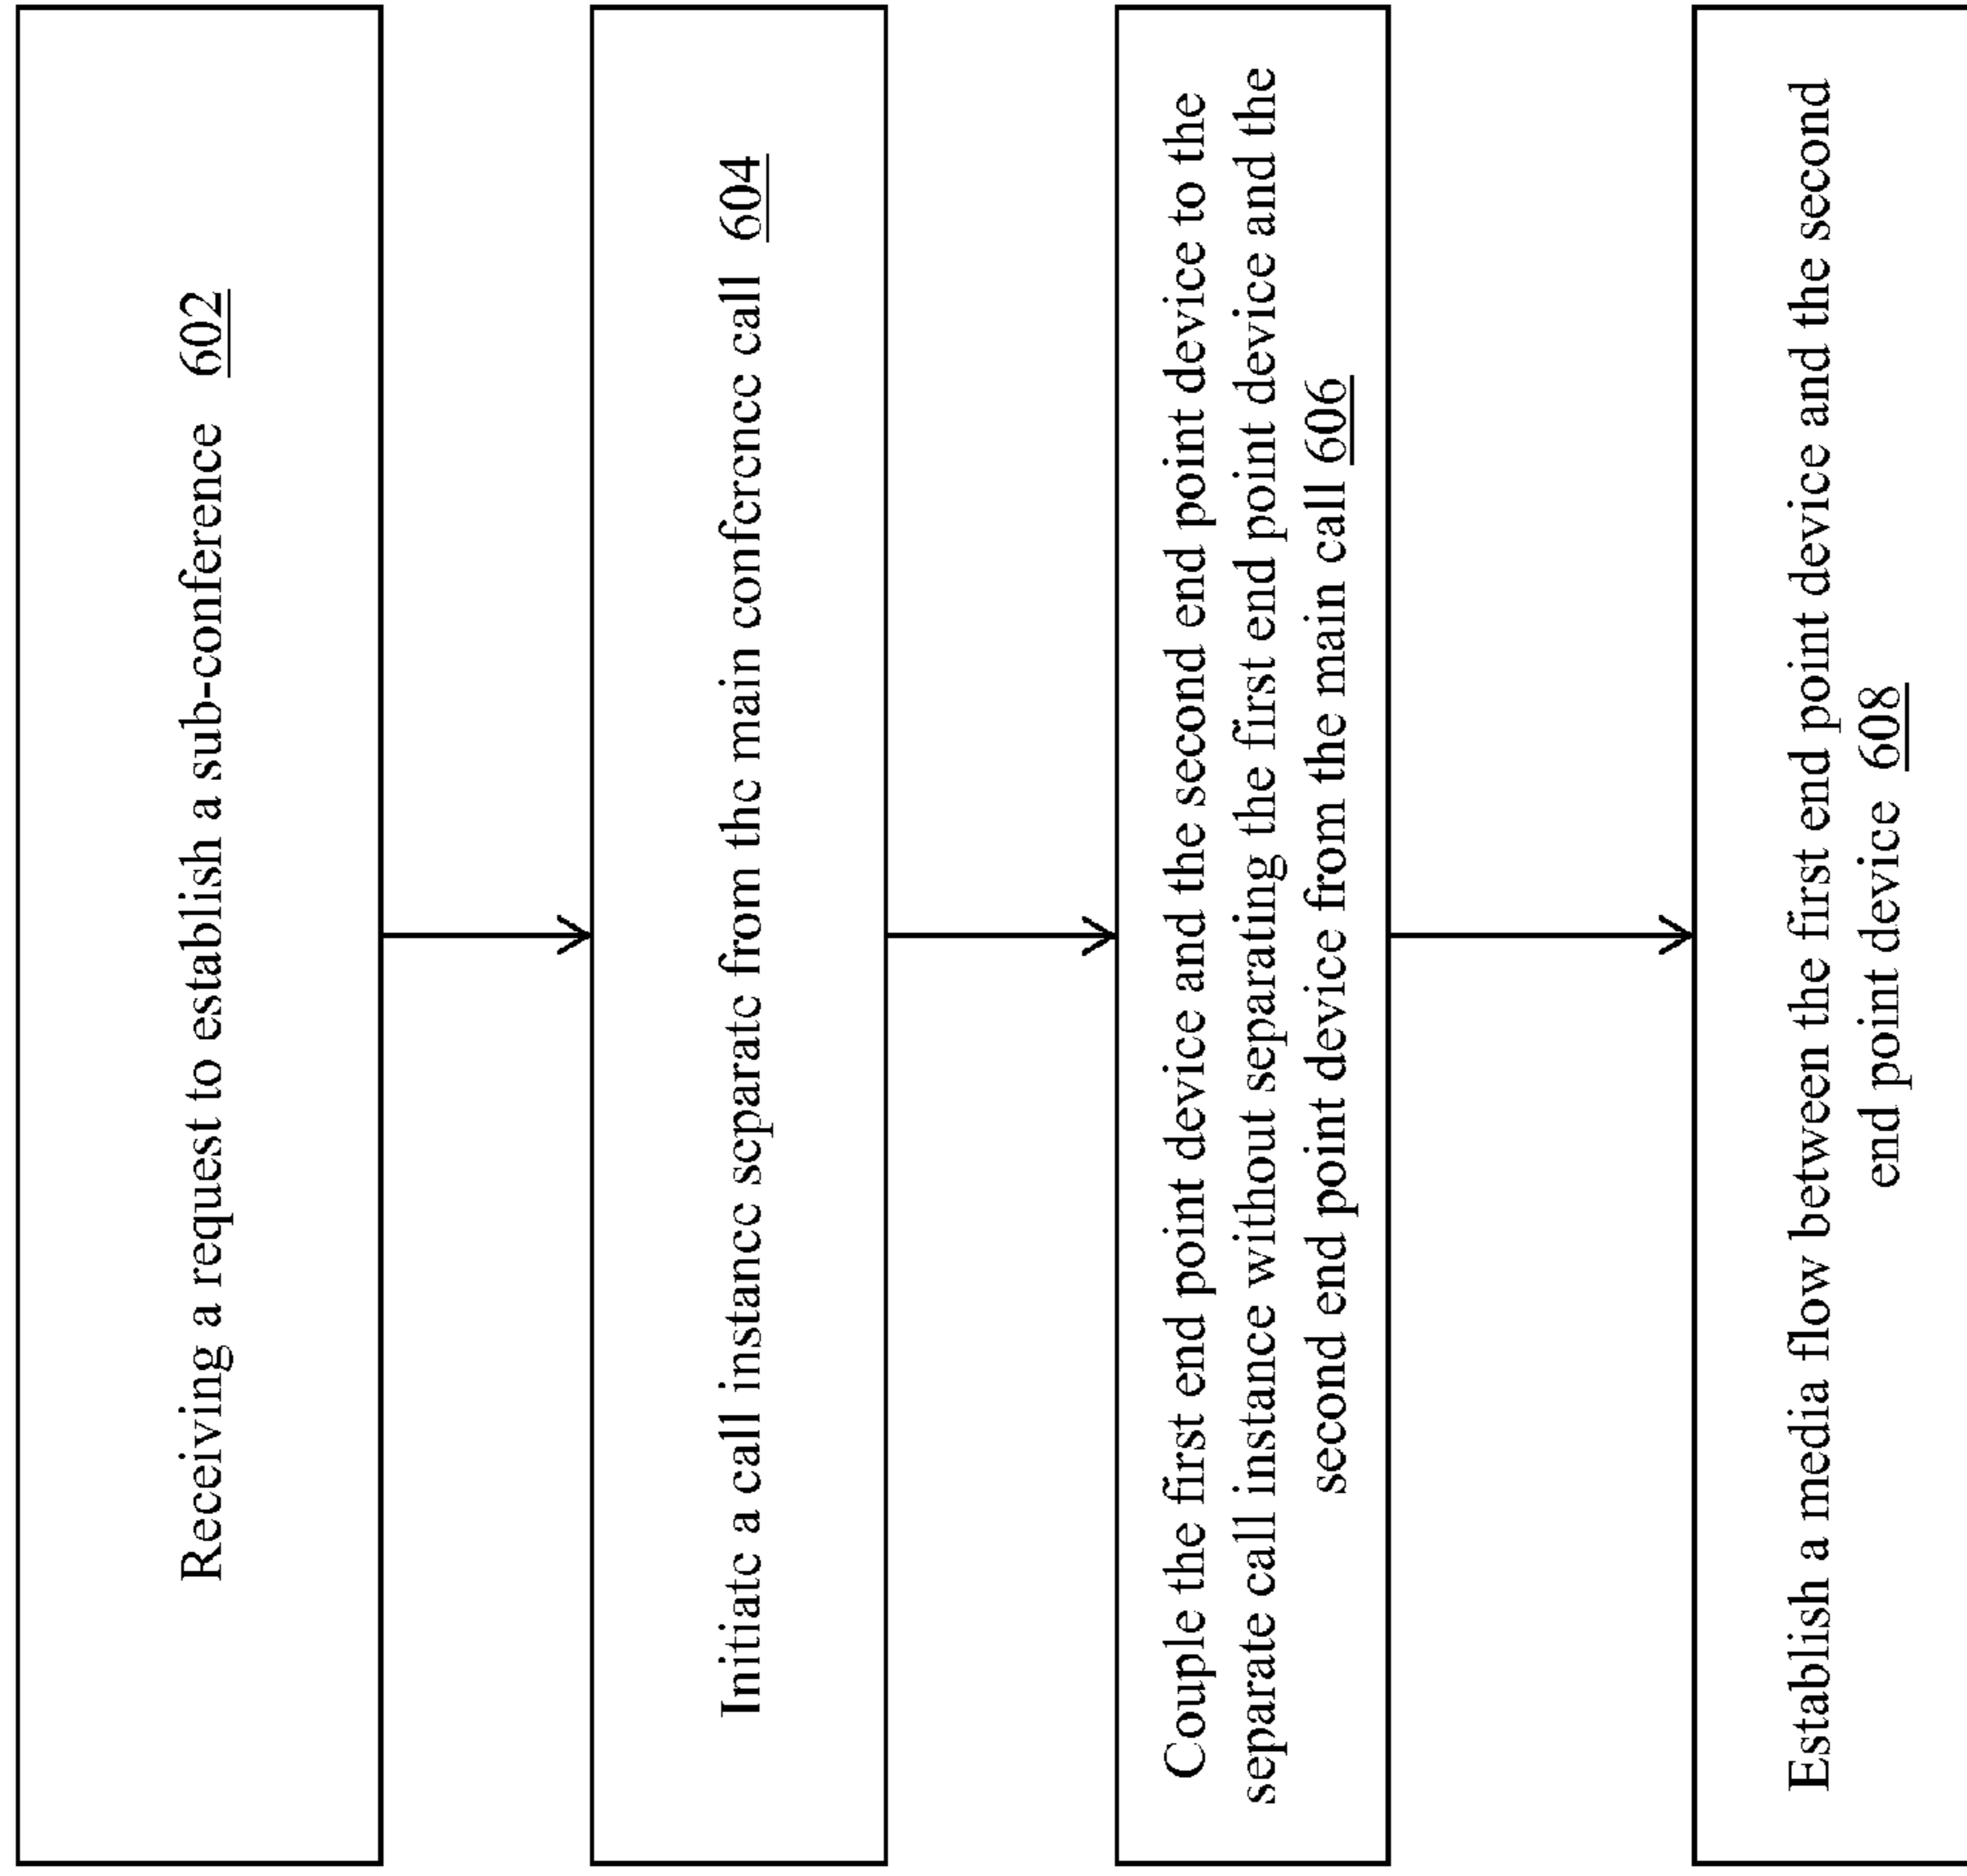 Receiving a request to establish a sub-conference 602
Initiate a call instance separate from the main conference call 604
Couple the first end point device and the second end point device to the
separate call instance without separating the first end point device and the
second end point device from the main call 606
Establish a media flow between the first end point device and the second
end point device 608